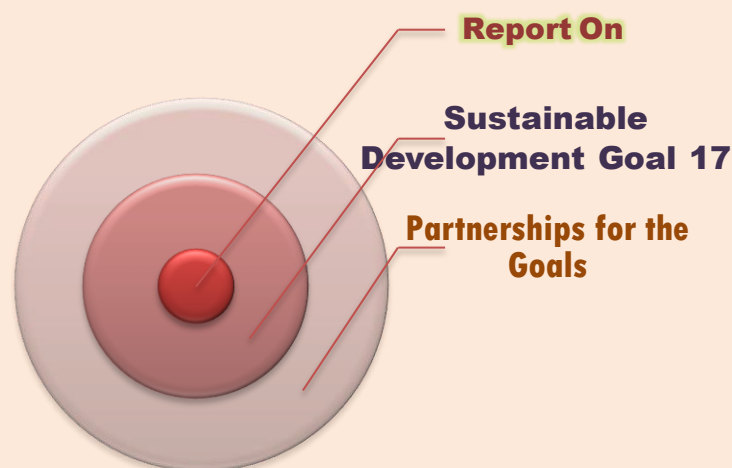 Report On
Sustainable
Development Goal 17
Partnerships for the
Goals